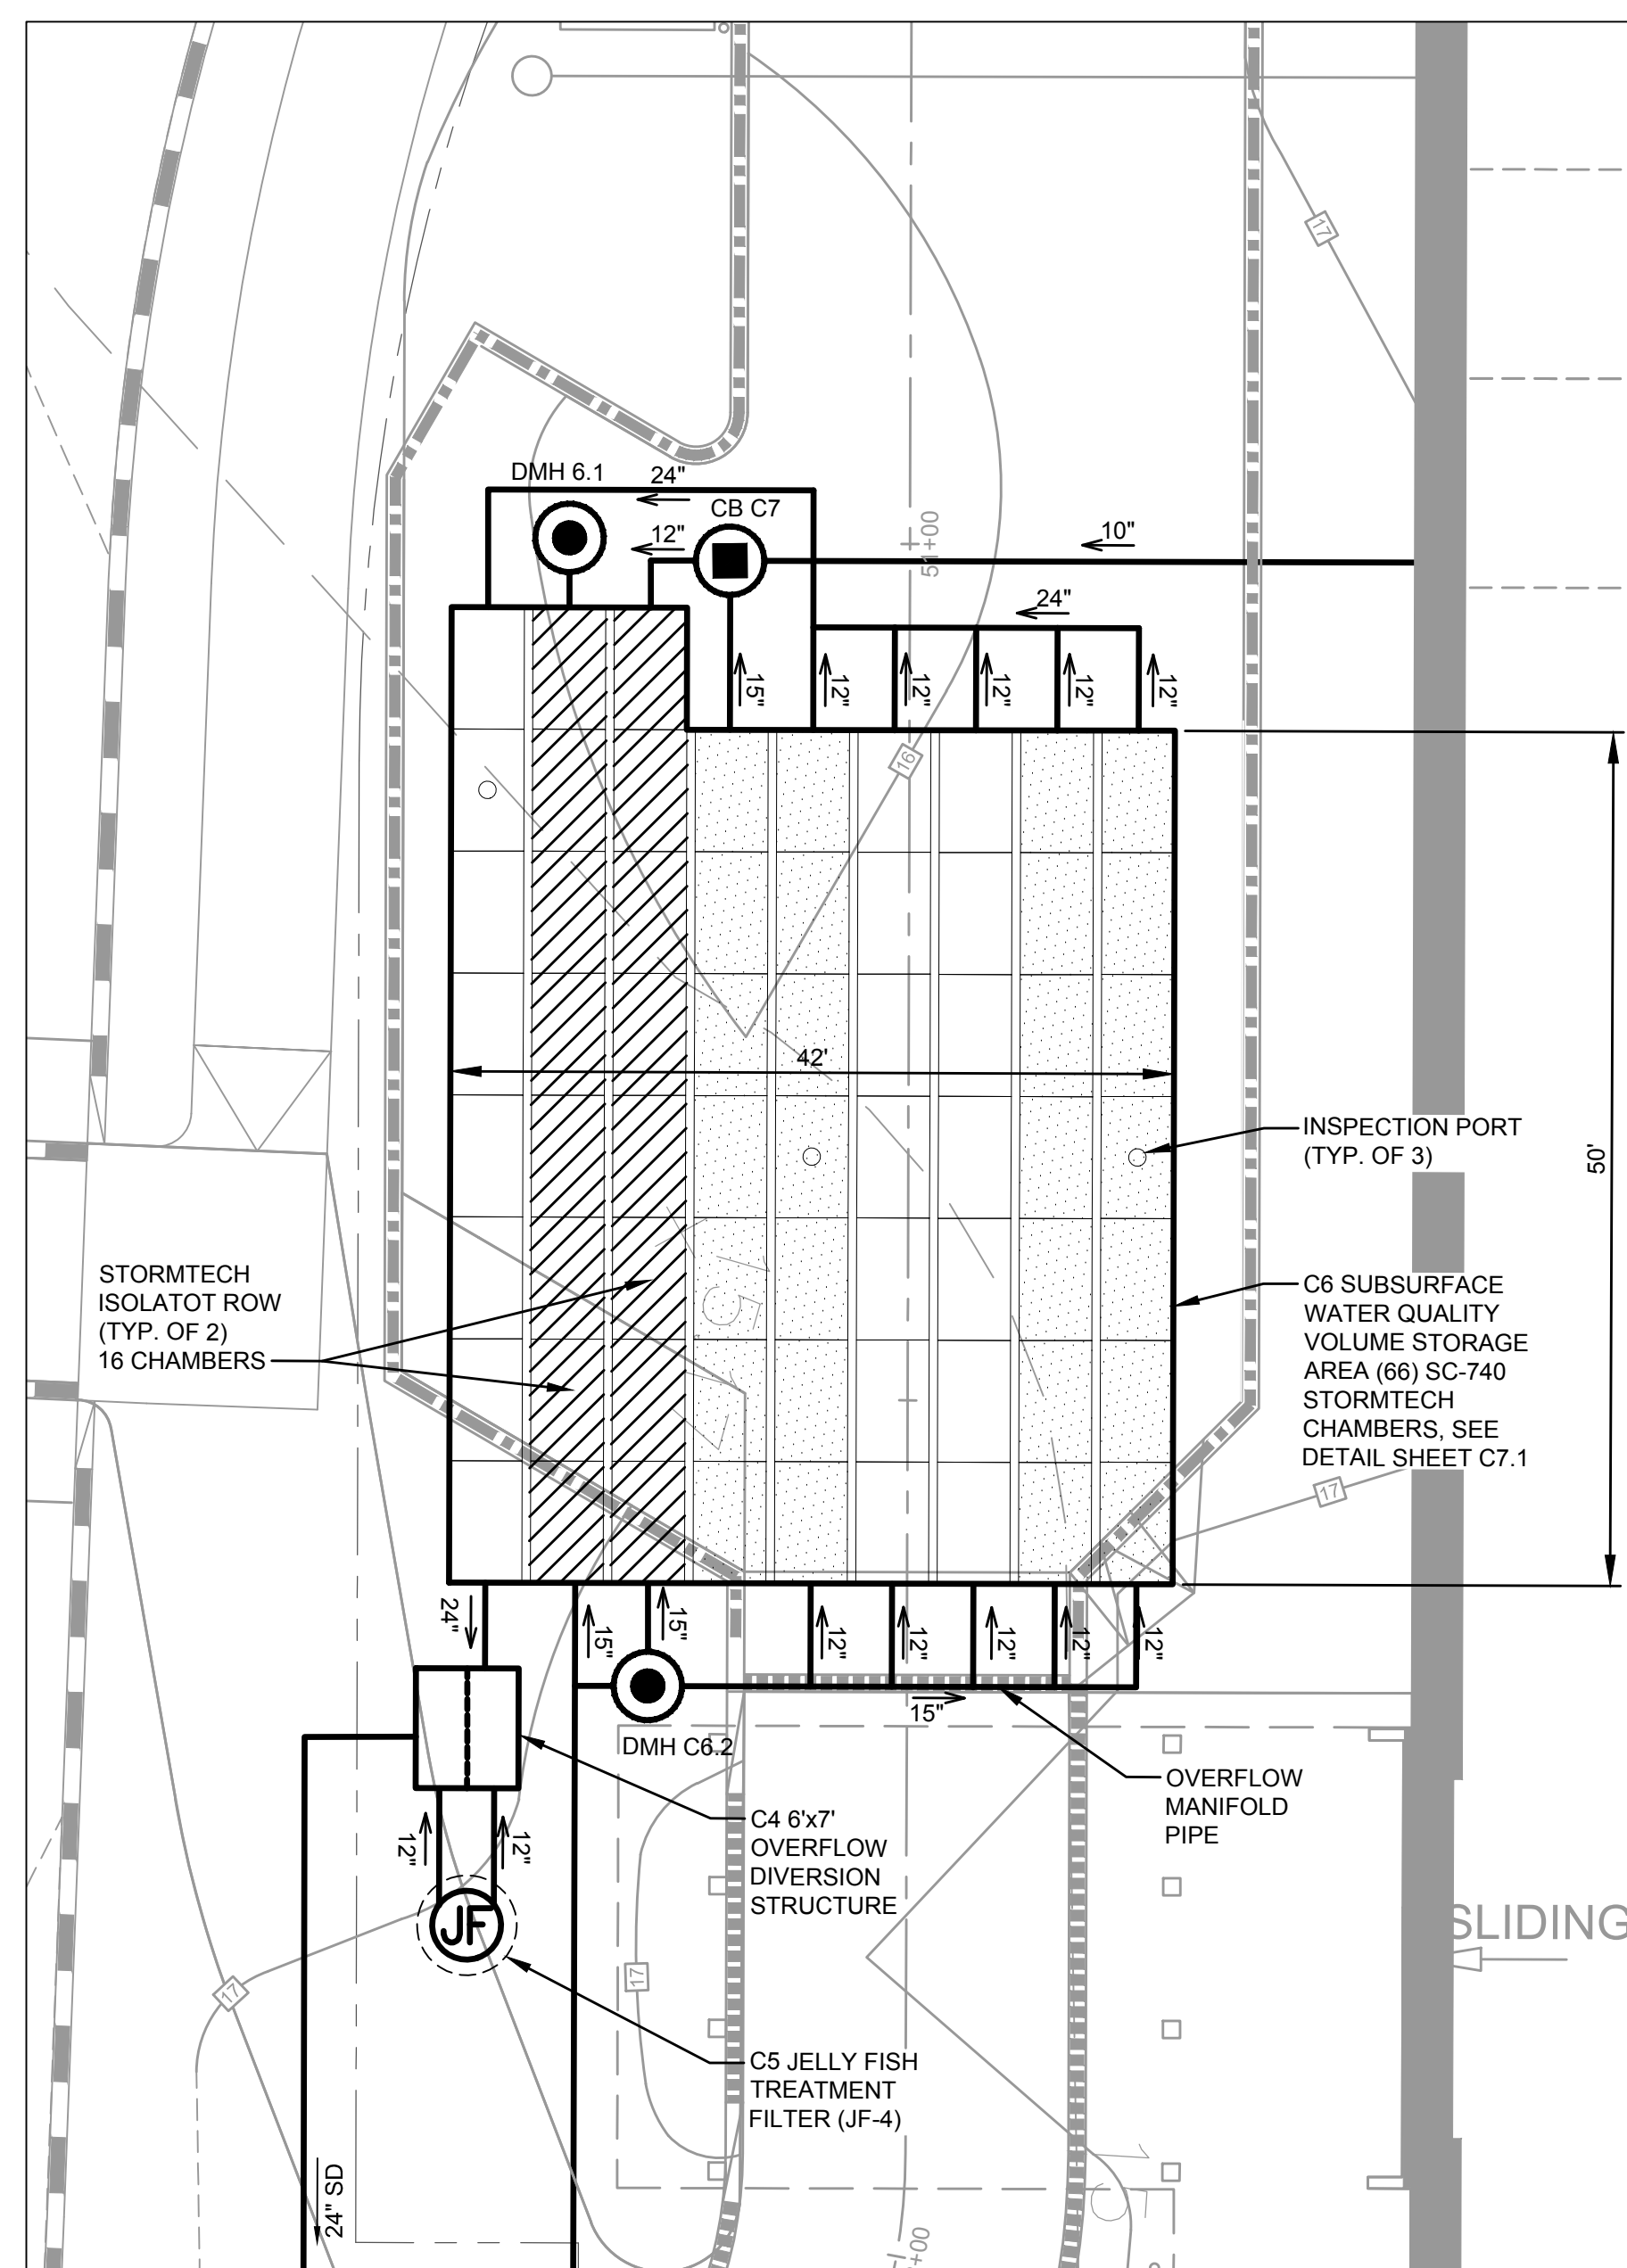 17
DMH 6.1
24"
CB C7
12"
10"
51+00
24"
15"
12"
12"
12"
12"
12"
16
42'
INSPECTION PORT
(TYP. OF 3)
50'
STORMTECH
ISOLATOT ROW
(TYP. OF 2)
16 CHAMBERS
C6 SUBSURFACE
WATER QUALITY
VOLUME STORAGE
AREA (66) SC-740
STORMTECH
CHAMBERS, SEE
DETAIL SHEET C7.1
17
24"
15"
15"
12"
12"
12"
12"
12"
15"
DMH C6.2
OVERFLOW
MANIFOLD
PIPE
C4 6'x7'
OVERFLOW
DIVERSION
STRUCTURE
12"
12"
JF
SLIDING
17
17
C5 JELLY FISH
TREATMENT
FILTER (JF-4)
24" SD
+00